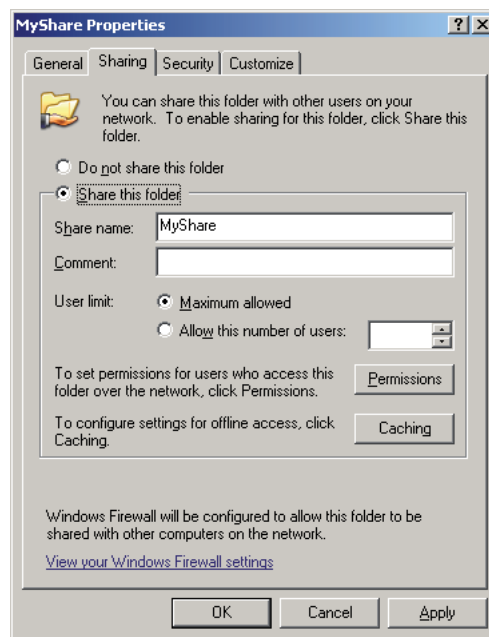 MyShare Properties
? X
General Sharing Security Customize
You can share this folder with other users on your
network. To enable sharing for this folder, click Share this
folder.
Do not share this folder
Share this folder
Share name: MyShare
Comment:
User limit: Maximum allowed
Allow this number of users:
To set permissions for users who access this
folder over the network, click Permissions.
Permissions
To configure settings for offline access, click
Caching.
Caching
Windows Firewall will be configured to allow this folder to be
shared with other computers on the network.
View your Windows Firewall settings
OK Cancel Apply